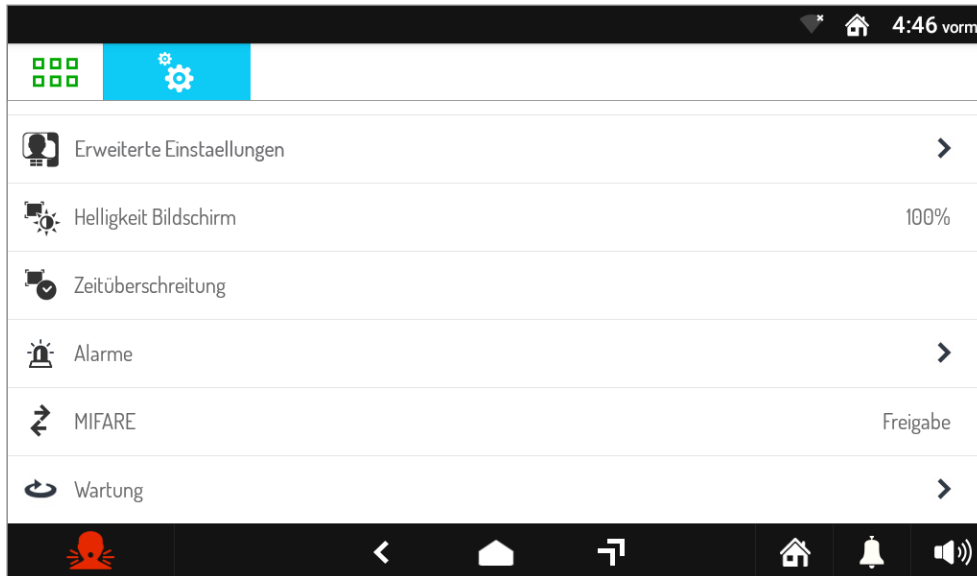 4:46 vorm
Erweiterte Einstaellungen
Helligkeit Bildschirm 100%
Zeitüberschreitung
Alarme
MIFARE Freigabe
Wartung